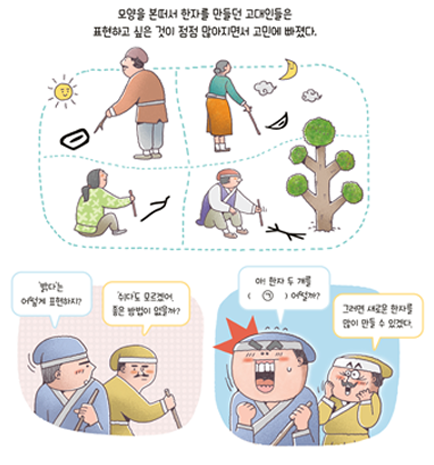 모양을 본떠서 한자를 만들던 고대인들은
표현하고 싶은 것이 점점 많아지면서 고민에 빠졌다.
'밝다'는
어떻게 표현하지?
'쉬다'도 모르겠어.
좋은 방법이 없을까?
아! 한자 두 개를
( ㉠ ) 어떨까?
그러면 새로운 한자를
많이 만들 수 있겠다.